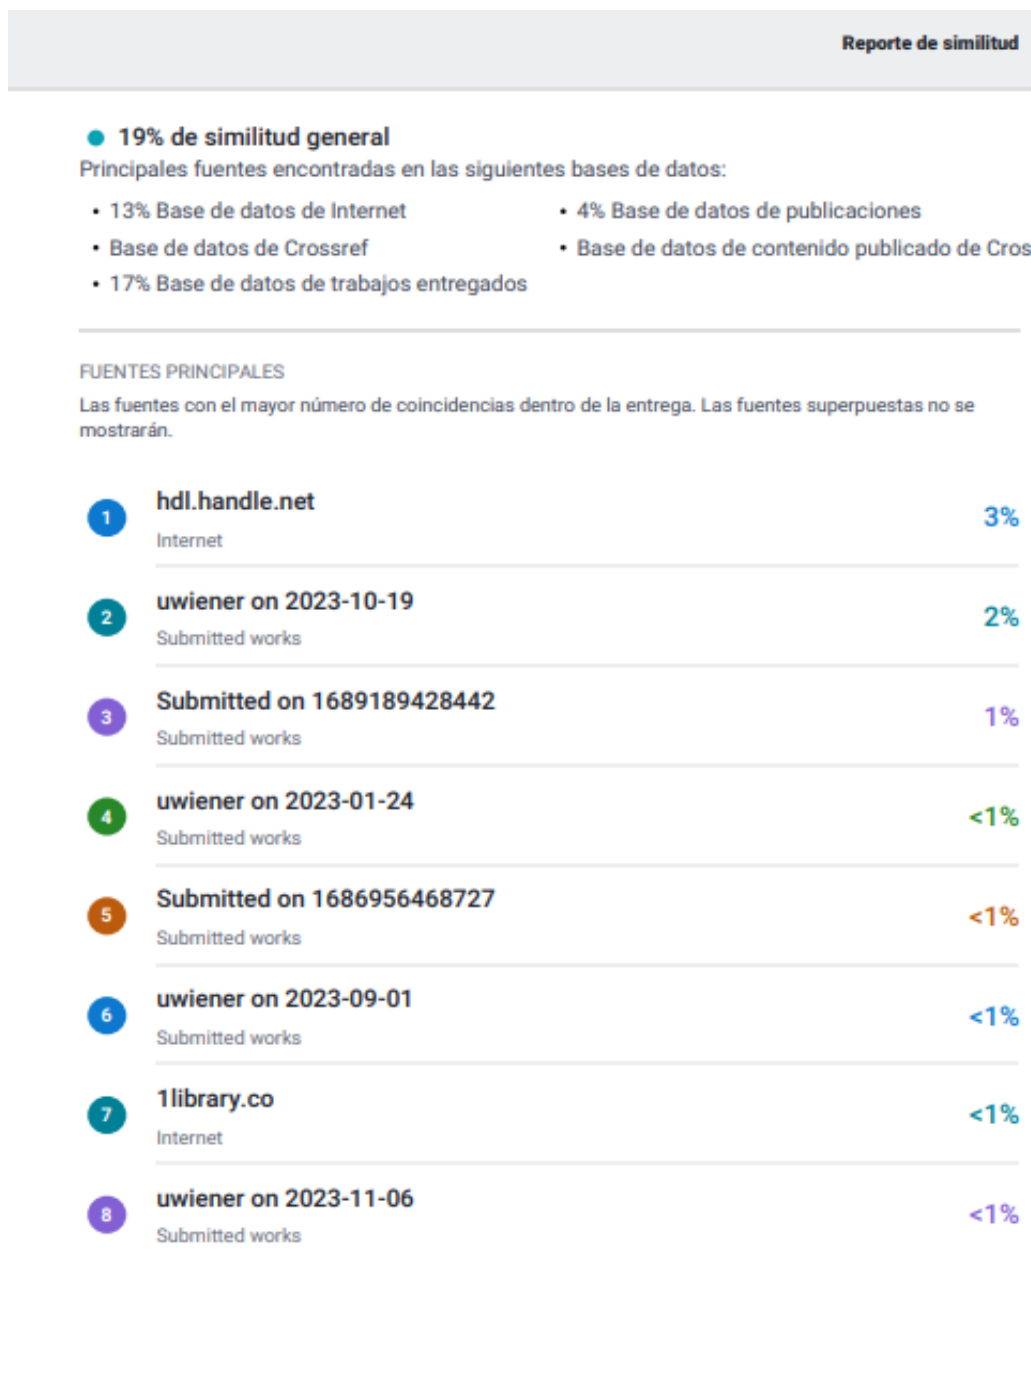 Reporte de similitud
19% de similitud general
Principales fuentes encontradas en las siguientes bases de datos:
• 13% Base de datos de Internet
• 4% Base de datos de publicaciones
• Base de datos de Crossref
• Base de datos de contenido publicado de Cros
• 17% Base de datos de trabajos entregados
FUENTES PRINCIPALES
Las fuentes con el mayor número de coincidencias dentro de la entrega. Las fuentes superpuestas no se
mostrarán.
1
hdl.handle.net
3%
Internet
2
uwiener on 2023-10-19
2%
Submitted works
3
Submitted on 1689189428442
1%
Submitted works
4
uwiener on 2023-01-24
<1%
Submitted works
5
Submitted on 1686956468727
<1%
Submitted works
6
uwiener on 2023-09-01
<1%
Submitted works
7
1library.co
<1%
Internet
8
uwiener on 2023-11-06
<1%
Submitted works